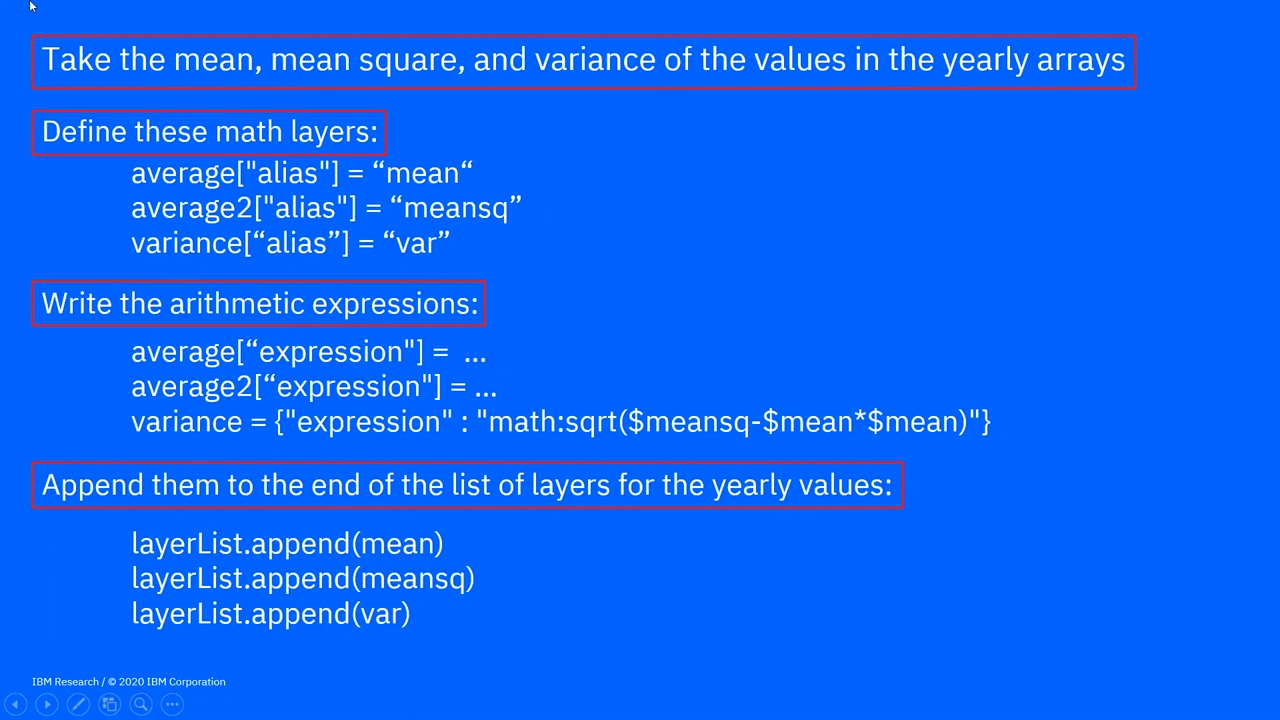 Take the mean, mean square, and variance of the values in the yearly arrays
Define these math layers:
average["alias"] = “mean“
average2["alias"] = “meansq”
variance[“alias”] = “var”
Write the arithmetic expressions:
average[“expression"] =  ...
average2[“expression"] = ...
variance = {"expression" : "math:sqrt($meansq-$mean*$mean)"}
Append them to the end of the list of layers for the yearly values:
layerList.append(mean)
layerList.append(meansq)
layerList.append(var)
IBM Research / © 2020 IBM Corporation